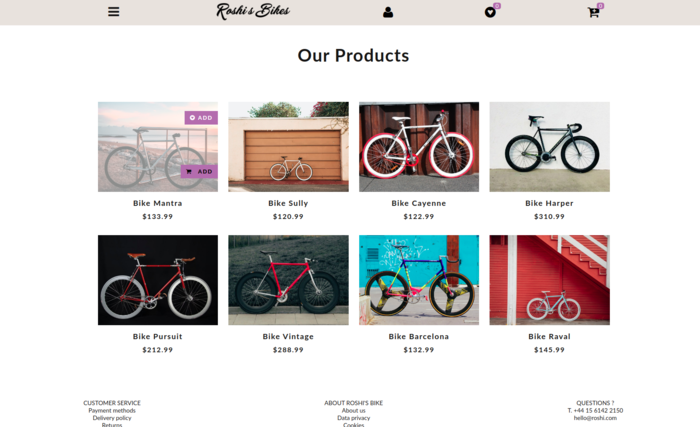 Roshi's Bikes
0
0
Our Products
ADD
ADD
Bike Mantra
$133.99
Bike Sully
$120.99
Bike Cayenne
$122.99
Bike Harper
$310.99
Bike Pursuit
$212.99
Bike Vintage
$288.99
Bike Barcelona
$132.99
Bike Raval
$145.99
CUSTOMER SERVICE
Payment methods
Delivery policy
Returns
ABOUT ROSHI'S BIKE
About us
Data privacy
Cookies
QUESTIONS ?
T. +44 15 6142 2150
hello@roshi.com